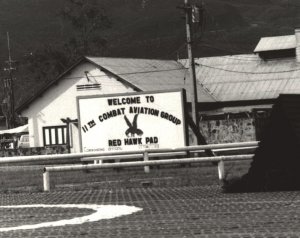 WELCOME TO
11TH COMBAT AVIATION GROUP
RED HAWK PAD